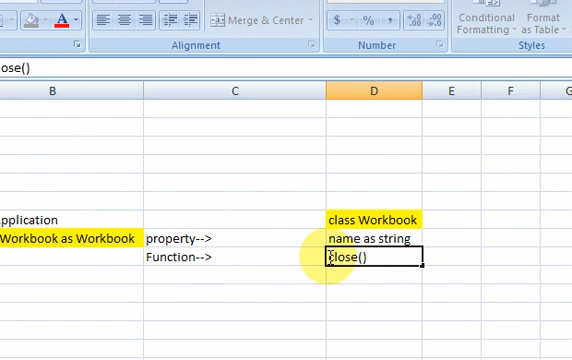 Merge & Center
$ % ,
Conditional Formatting
Format as Table
Alignment
Number
Styles
ose()
B C D E F G
pplication
class Workbook
Workbook as Workbook property--> name as string
Function--> close()